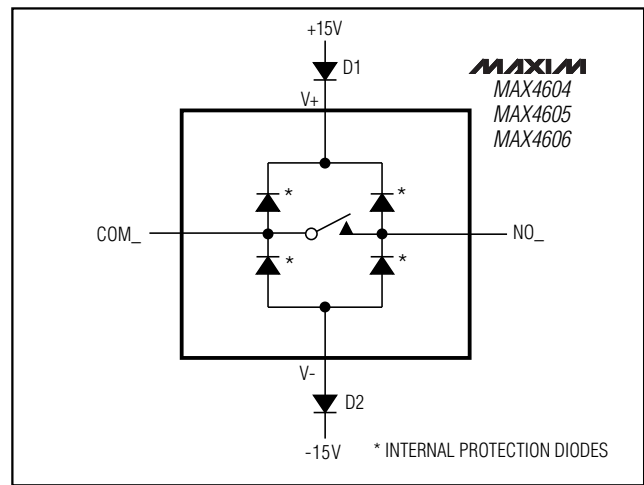 +15V
D1
MAXIM
MAX4604
MAX4605
MAX4606
V+
* *
COM_ NO_
* *
V-
D2
-15V
* INTERNAL PROTECTION DIODES